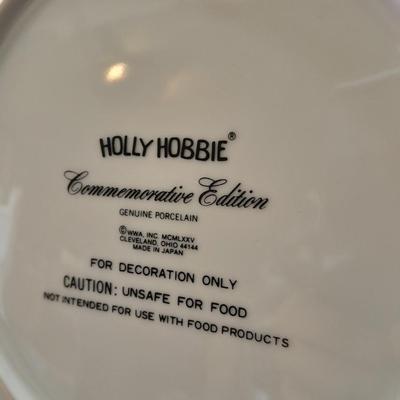 HOLLY HOBBIE®
Commemorative Edition
GENUINE PORCELAIN
©WWA, INC. MCMLXXV
CLEVELAND, OHIO 44144
MADE IN JAPAN
FOR DECORATION ONLY
CAUTION: UNSAFE FOR FOOD
NOT INTENDED FOR USE WITH FOOD PRODUCTS